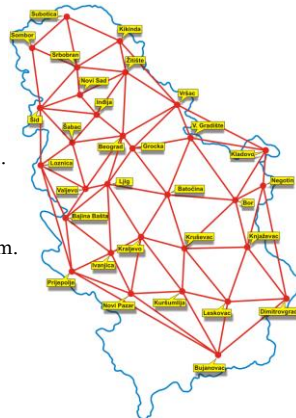 Subotica
Kikinda
Sombor
Srbobran
Žitište
Novi Sad
Vršac
Inđija
Šid
Šabac
V. Gradište
Beograd
Grocka
Kladovo
Loznica
Ljig
Negotin
Valjevo
Batočina
Bor
Bajina Bašta
Kraljevo
Kruševac
Knjaževac
m.
Ivanjica
Prijepolje
Novi Pazar
Kuršumlija
Leskovac
Dimitrovgrad
Bujanovac